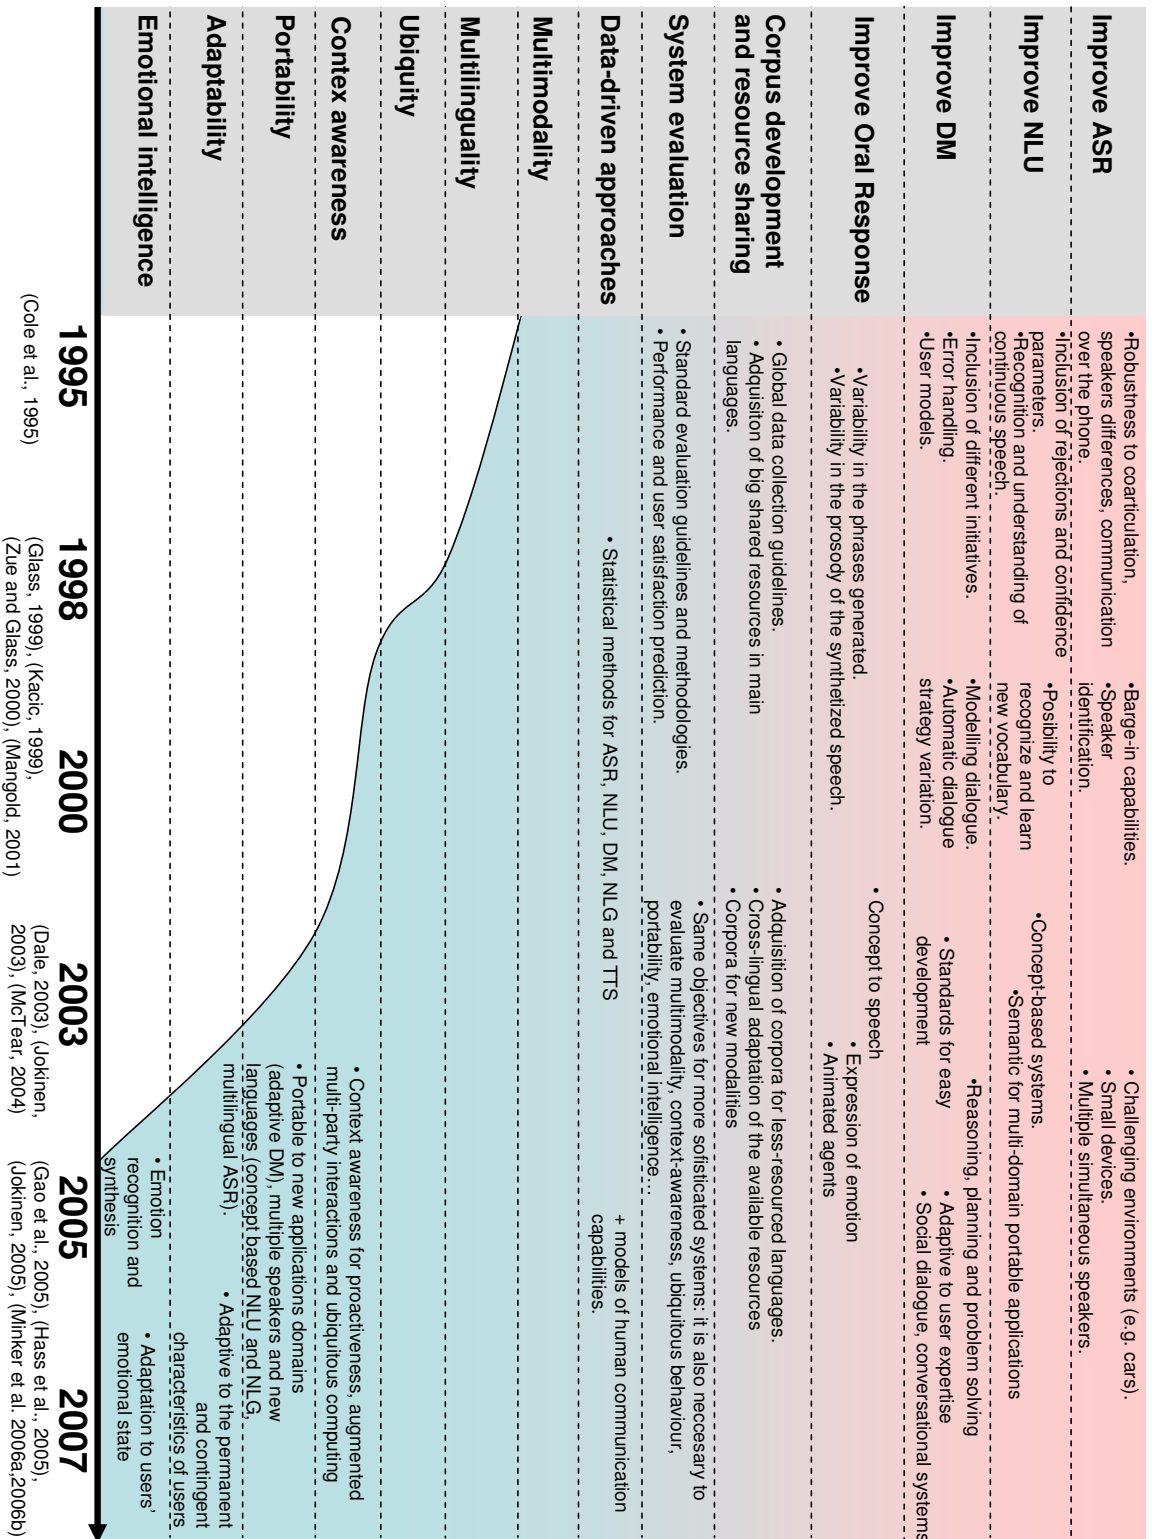 Improve ASR
•Robustness to coarticulation,
speakers differences, communication
over the phone.
•Barge-in capabilities.
•Speaker
identification.
• Challenging environments (e.g. cars).
• Small devices.
• Multiple simultaneous speakers.
Improve NLU
•Inclusion of rejections and confidence
parameters.
•Recognition and understanding of
continuous speech.
•Posibility to
recognize and learn
new vocabulary.
•Concept-based systems.
•Semantic for multi-domain portable applications
Improve DM
•Inclusion of different initiatives.
•Error handling.
•User models.
•Modelling dialogue.
•Automatic dialogue
strategy variation.
• Standards for easy
development
•Reasoning, planning and problem solving
• Adaptive to user expertise
• Social dialogue, conversational systems
Improve Oral Response
•Variability in the phrases generated.
•Variability in the prosody of the synthetized speech.
• Concept to speech
• Expression of emotion
• Animated agents
Corpus development
and resource sharing
• Global data collection guidelines.
• Adquisiton of big shared resources in main
languages.
• Adquisition of corpora for less-resourced languages.
• Cross-lingual adaptation of the available resources
• Corpora for new modalities
System evaluation
• Standard evaluation guidelines and methodologies.
• Performance and user satisfaction prediction.
• Same objectives for more sofisticated systems: it is also neccesary to
evaluate multimodality, context-awareness, ubiquitous behaviour,
portability, emotional intelligence...
Data-driven approaches
• Statistical methods for ASR, NLU, DM, NLG and TTS
+ models of human communication
capabilities.
Multimodality
Multilinguality
Ubiquity
Contex awareness
• Context awareness for proactiveness, augmented
multi-party interactions and ubiquitous computing
Portability
• Portable to new applications domains
(adaptive DM), multiple speakers and new
languages (concept based NLU and NLG,
multilingual ASR).
Adaptability
• Adaptive to the permanent
and contingent
characteristics of users
Emotional intelligence
• Emotion
recognition and
synthesis
• Adaptation to users'
emotional state
1995
1998
2000
2003
2005
2007
(Cole et al., 1995)
(Glass, 1999), (Kacic, 1999),
(Zue and Glass, 2000), (Mangold, 2001)
(Dale, 2003), (Jokinen,
2003), (McTear, 2004)
(Gao et al., 2005), (Hass et al., 2005),
(Jokinen, 2005), (Minker et al. 2006a,2006b)